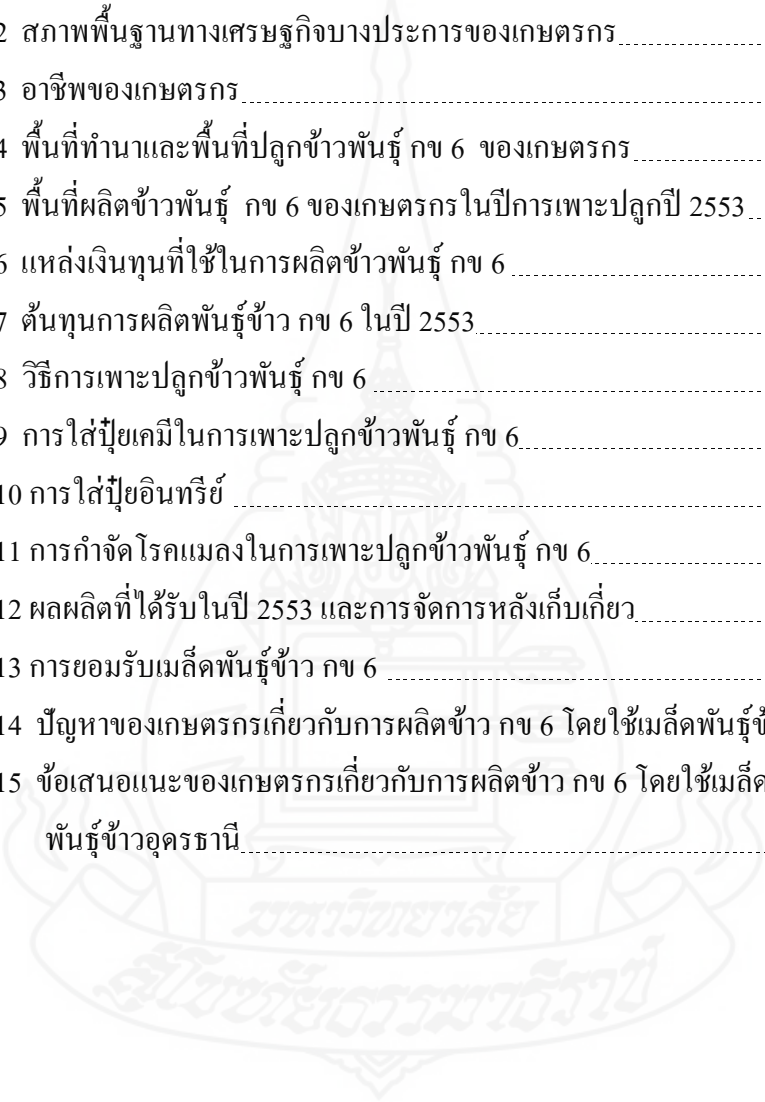 2 สภาพพื้นฐานทางเศรษฐกิจบางประการของเกษตรกร
3 อาชีพของเกษตรกร
4 พื้นที่ทำนาและพื้นที่ปลูกข้าวพันธุ์ กข 6 ของเกษตรกร
5 พื้นที่ผลิตข้าวพันธุ์ กข 6 ของเกษตรกรในปีการเพาะปลูกปี 2553
6 แหล่งเงินทุนที่ใช้ในการผลิตข้าวพันธุ์ กข 6
7 ต้นทุนการผลิตพันธุ์ข้าว กข 6 ในปี 2553
8 วิธีการเพาะปลูกข้าวพันธุ์ กข 6
9 การใส่ปุ๋ยเคมีในการเพาะปลูกข้าวพันธุ์ กข 6
10 การใส่ปุ๋ยอินทรีย์
11 การกำจัดโรคแมลงในการเพาะปลูกข้าวพันธุ์ กข 6
12 ผลผลิตที่ได้รับในปี 2553 และการจัดการหลังเก็บเกี่ยว
13 การยอมรับเมล็ดพันธุ์ข้าว กข 6
14 ปัญหาของเกษตรกรเกี่ยวกับการผลิตข้าว กข 6 โดยใช้เมล็ดพันธุ์ข้
15 ข้อเสนอแนะของเกษตรกรเกี่ยวกับการผลิตข้าว กข 6 โดยใช้เมล็ด
พันธุ์ข้าวอุดรธานี
มหาวิทยาลัย
สุโขทัยธรรมาธิราช